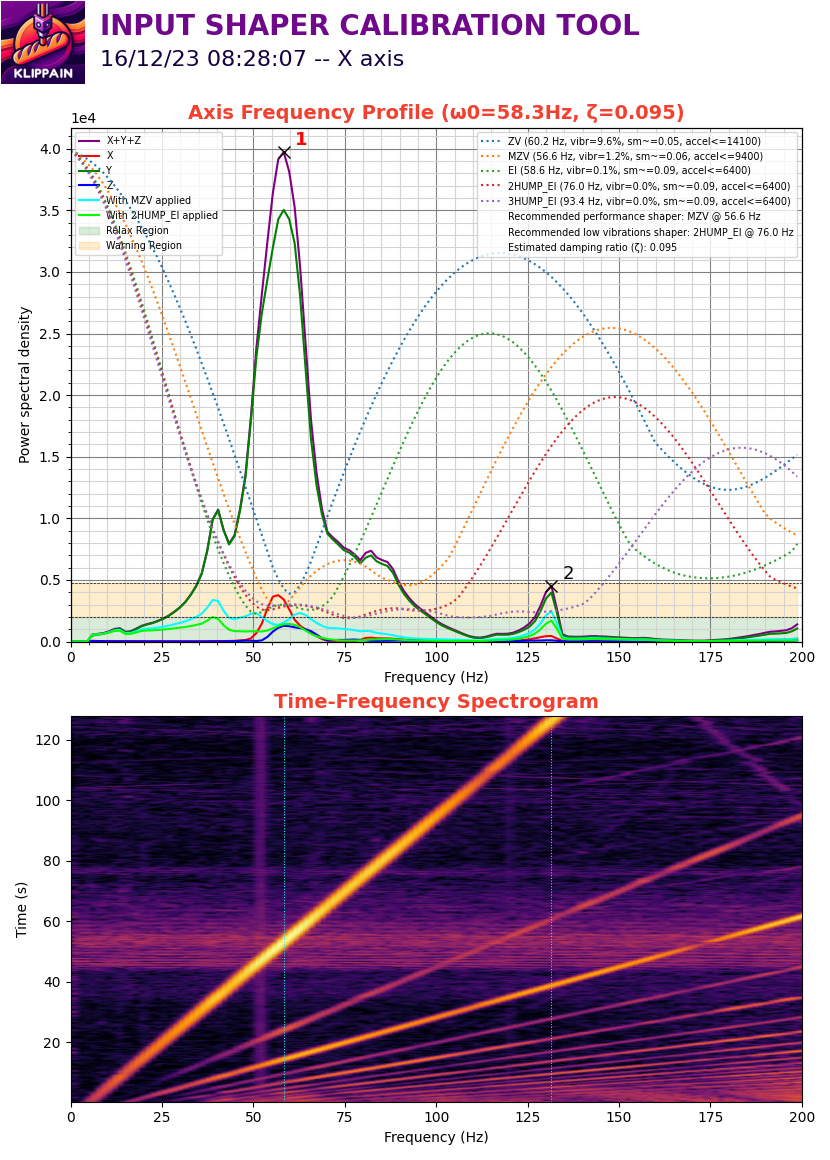 INPUT SHAPER CALIBRATION TOOL
16/12/23 08:28:07 -- X axis
KLIPPAIN
Axis Frequency Profile (ω0=58.3Hz, ζ=0.095)
1e4
X+Y+Z
X
Y
Z
With MZV applied
With 2HUMP_EI applied
Relax Region
Warning Region
ZV (60.2 Hz, vibr=9.6%, sm~=0.05, accel<=14100)
MZV (56.6 Hz, vibr=1.2%, sm~=0.06, accel<=9400)
EI (58.6 Hz, vibr=0.1%, sm~=0.09, accel<=6400)
2HUMP_EI (76.0 Hz, vibr=0.0%, sm~=0.09, accel<=6400)
3HUMP_EI (93.4 Hz, vibr=0.0%, sm~=0.09, accel<=6400)
Recommended performance shaper: MZV @ 56.6 Hz
Recommended low vibrations shaper: 2HUMP_EI @ 76.0 Hz
Estimated damping ratio (ζ): 0.095
1
2
4.0
3.5
3.0
2.5
2.0
1.5
1.0
0.5
0.0
Power spectral density
0 25 50 75 100 125 150 175 200
Frequency (Hz)
Time-Frequency Spectrogram
120
100
80
60
40
20
Time (s)
0 25 50 75 100 125 150 175 200
Frequency (Hz)